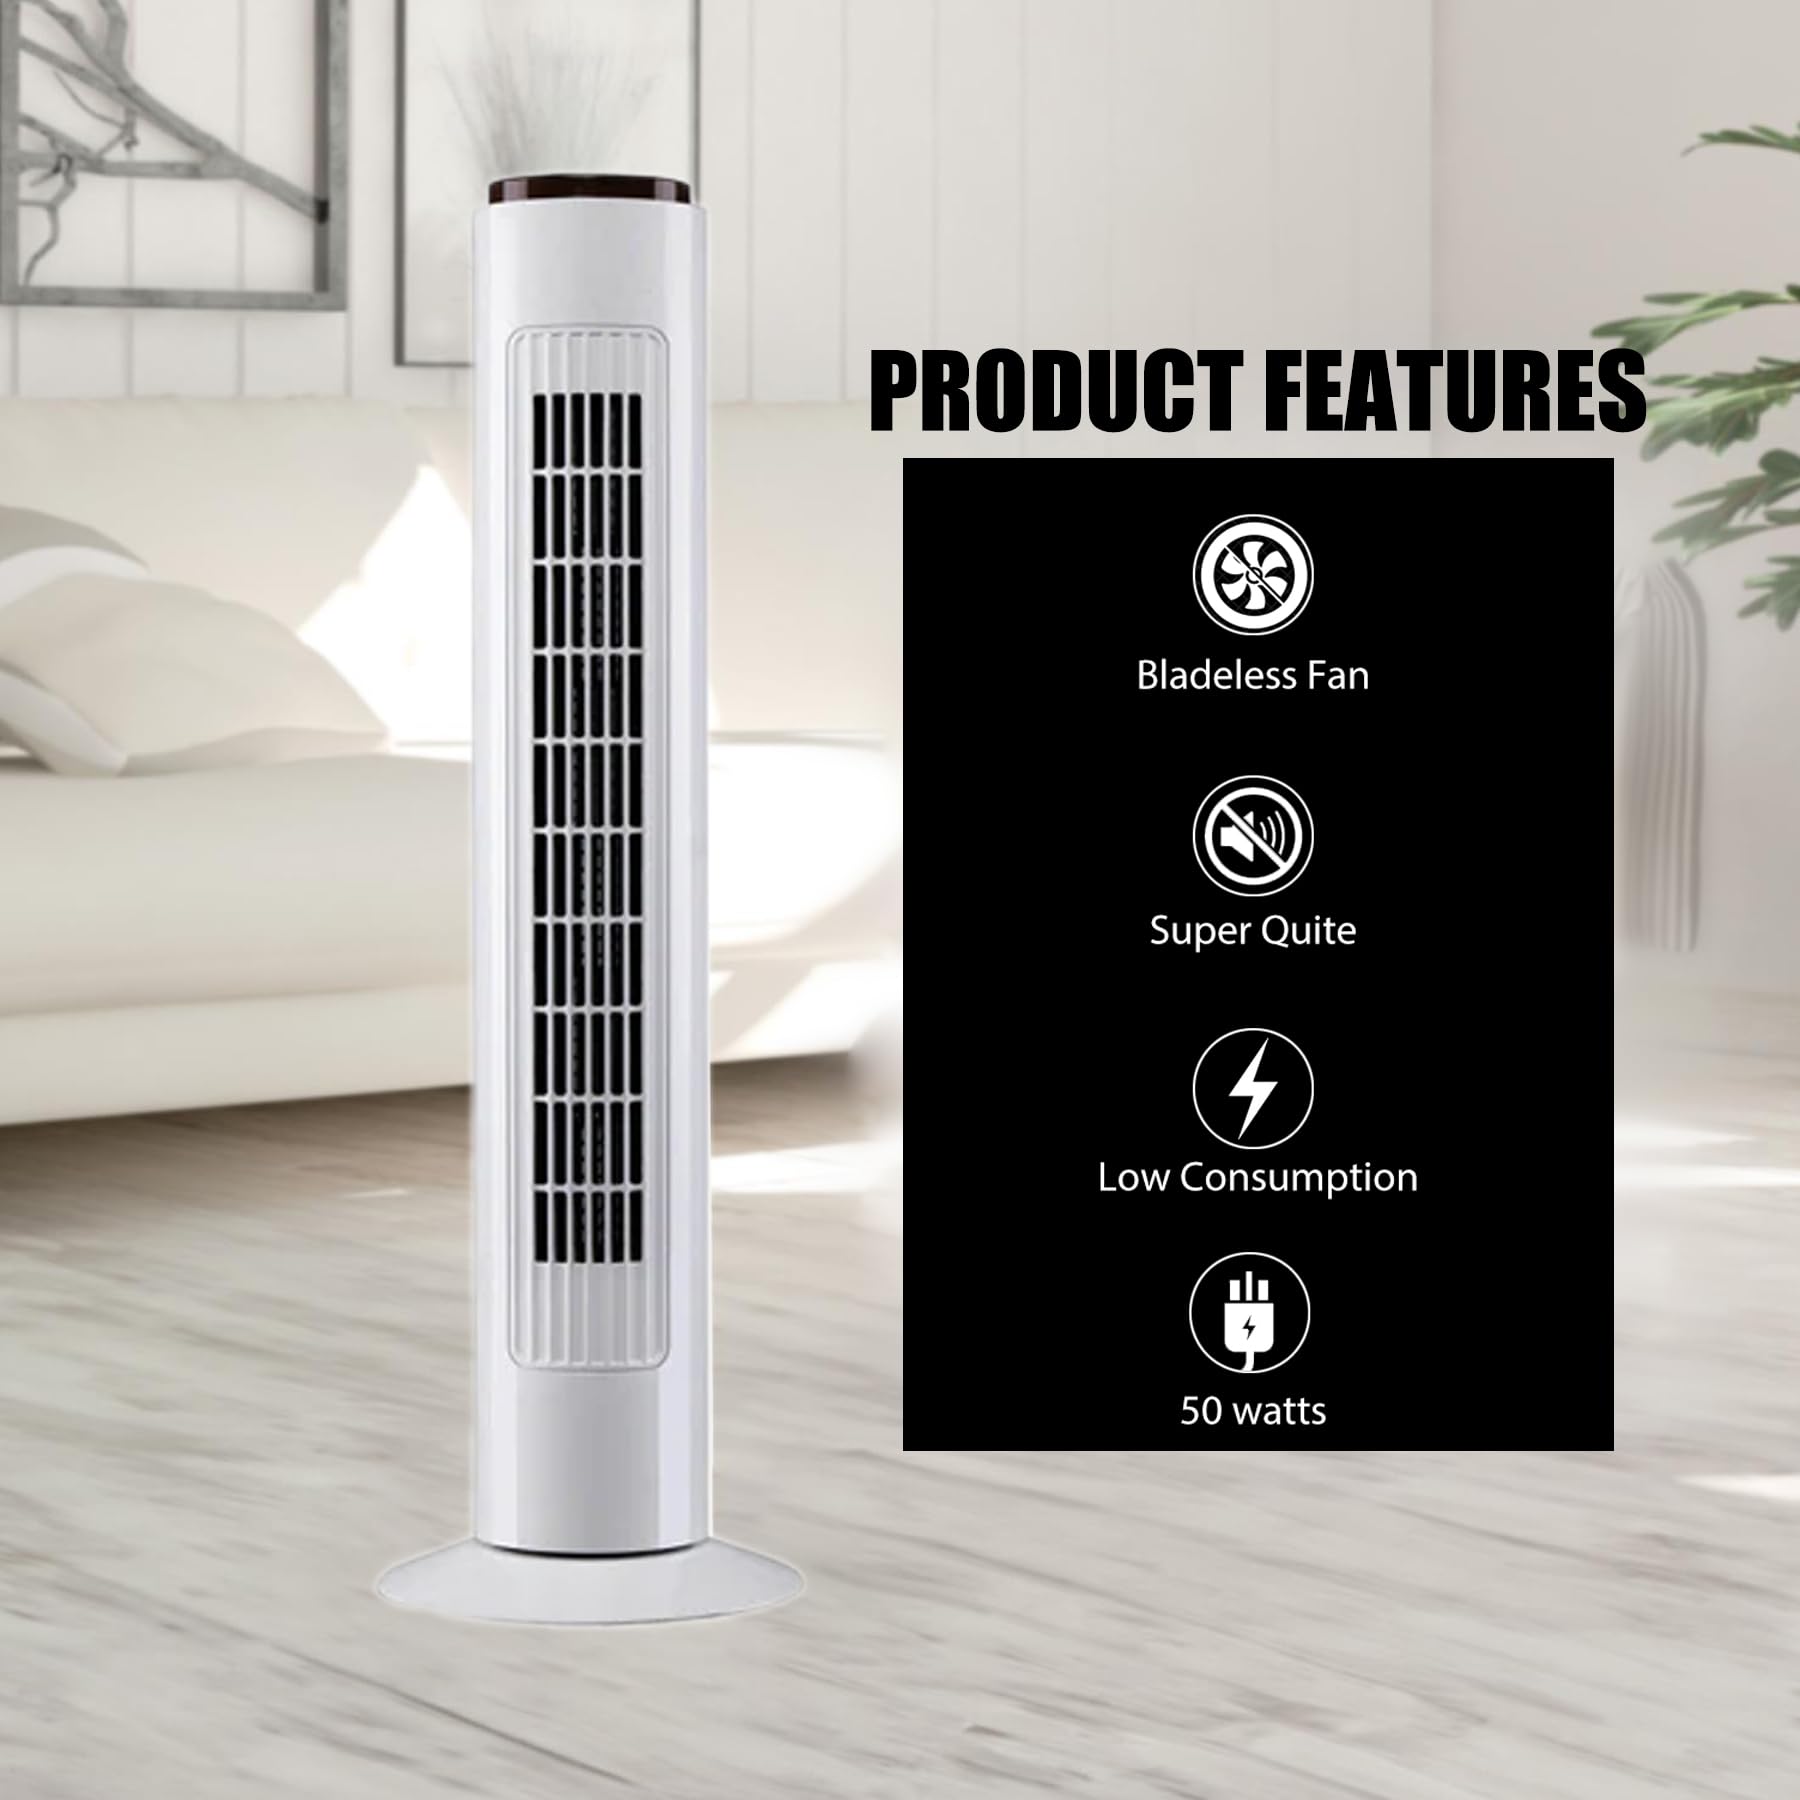 PRODUCT FEATURES
Bladeless Fan
Super Quite
Low Consumption
50 watts